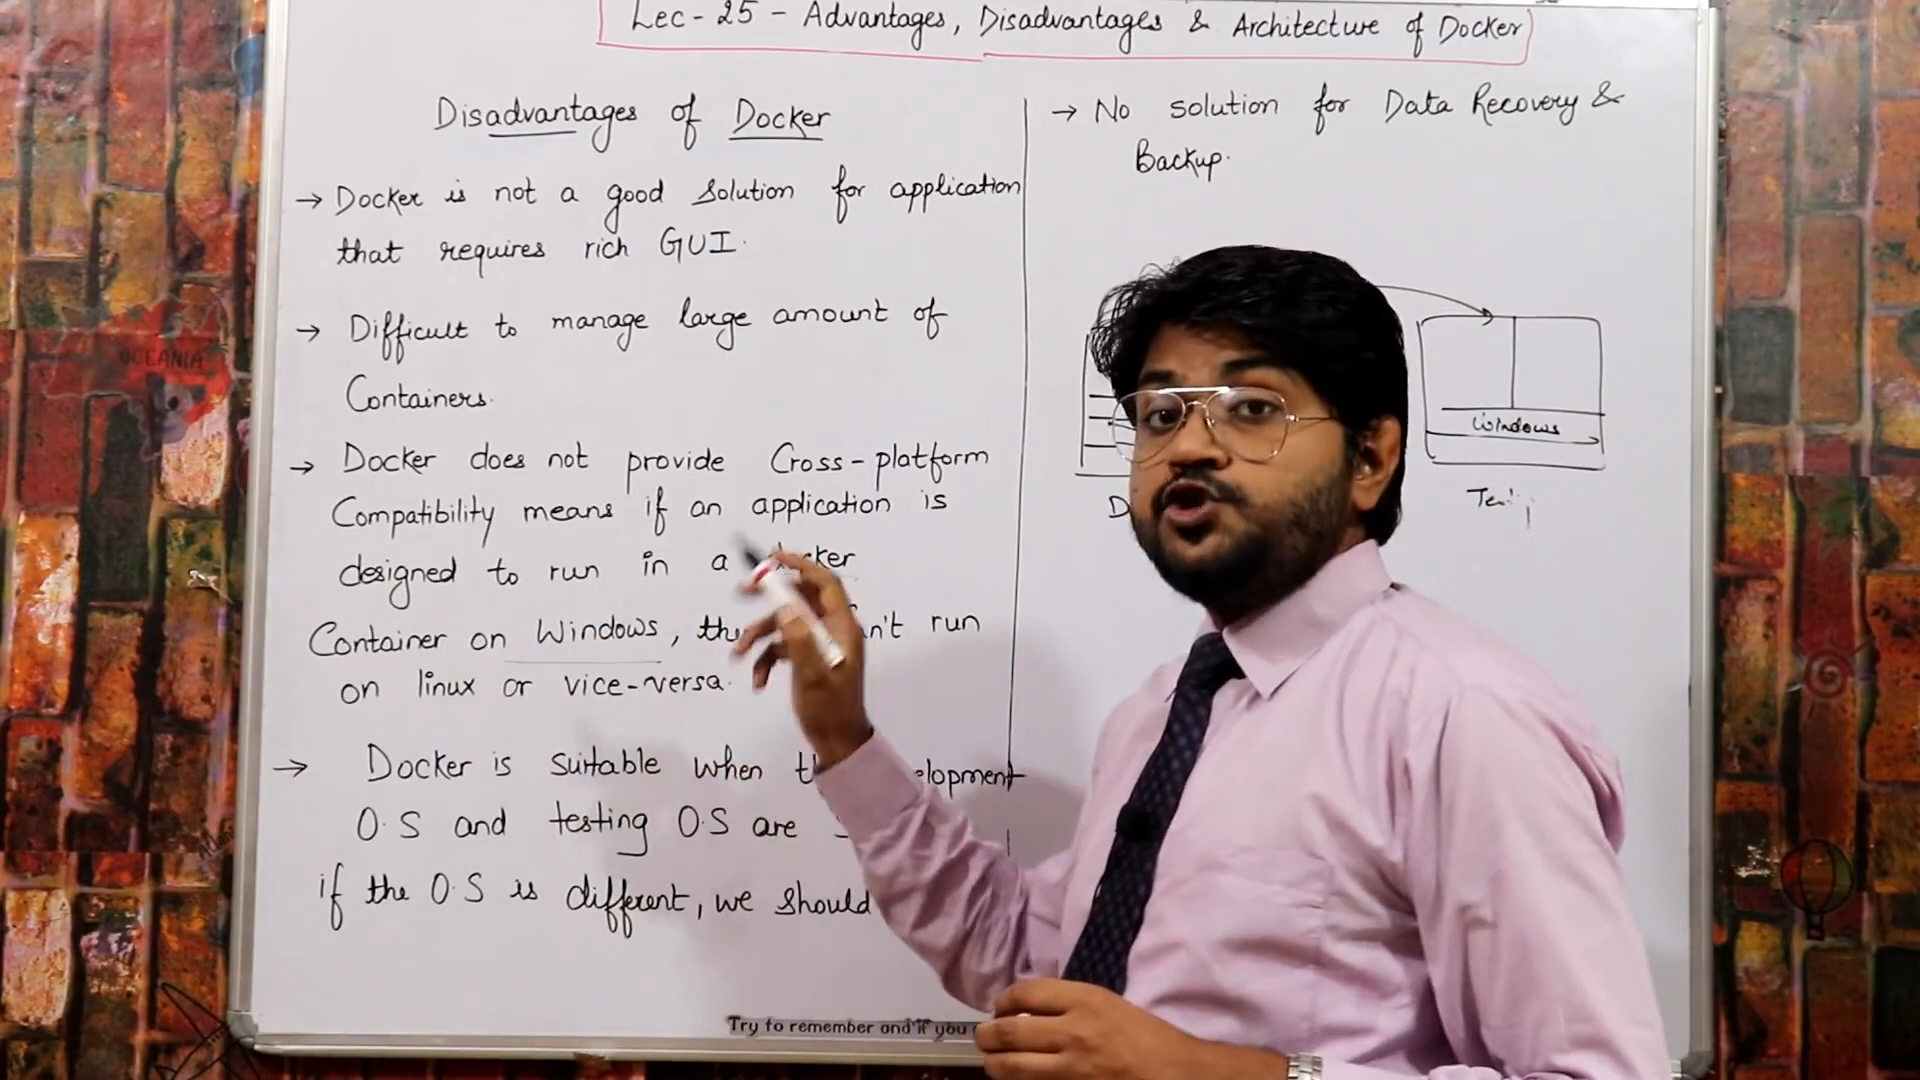 Lec - 25 - Advantages, Disadvantages & Architecture of Docker
Disadvantages of Docker
→ Docker is not a good solution for application
that requires rich GUI.
→ Difficult to manage large amount of
Containers.
→ Docker does not provide Cross-platform
Compatibility means if an application is
designed to run in a docker
Container on Windows, run
on linux or vice-versa.
→ Docker is suitable when
O.S and testing O.S are
if the O.S is different, we should
→ No solution for Data Recovery &
Backup.
Windows
Try to remember and if you
OCEANIA